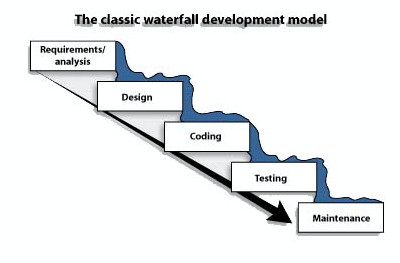 The classic waterfall development model
Requirements/
analysis
Design
Coding
Testing
Maintenance